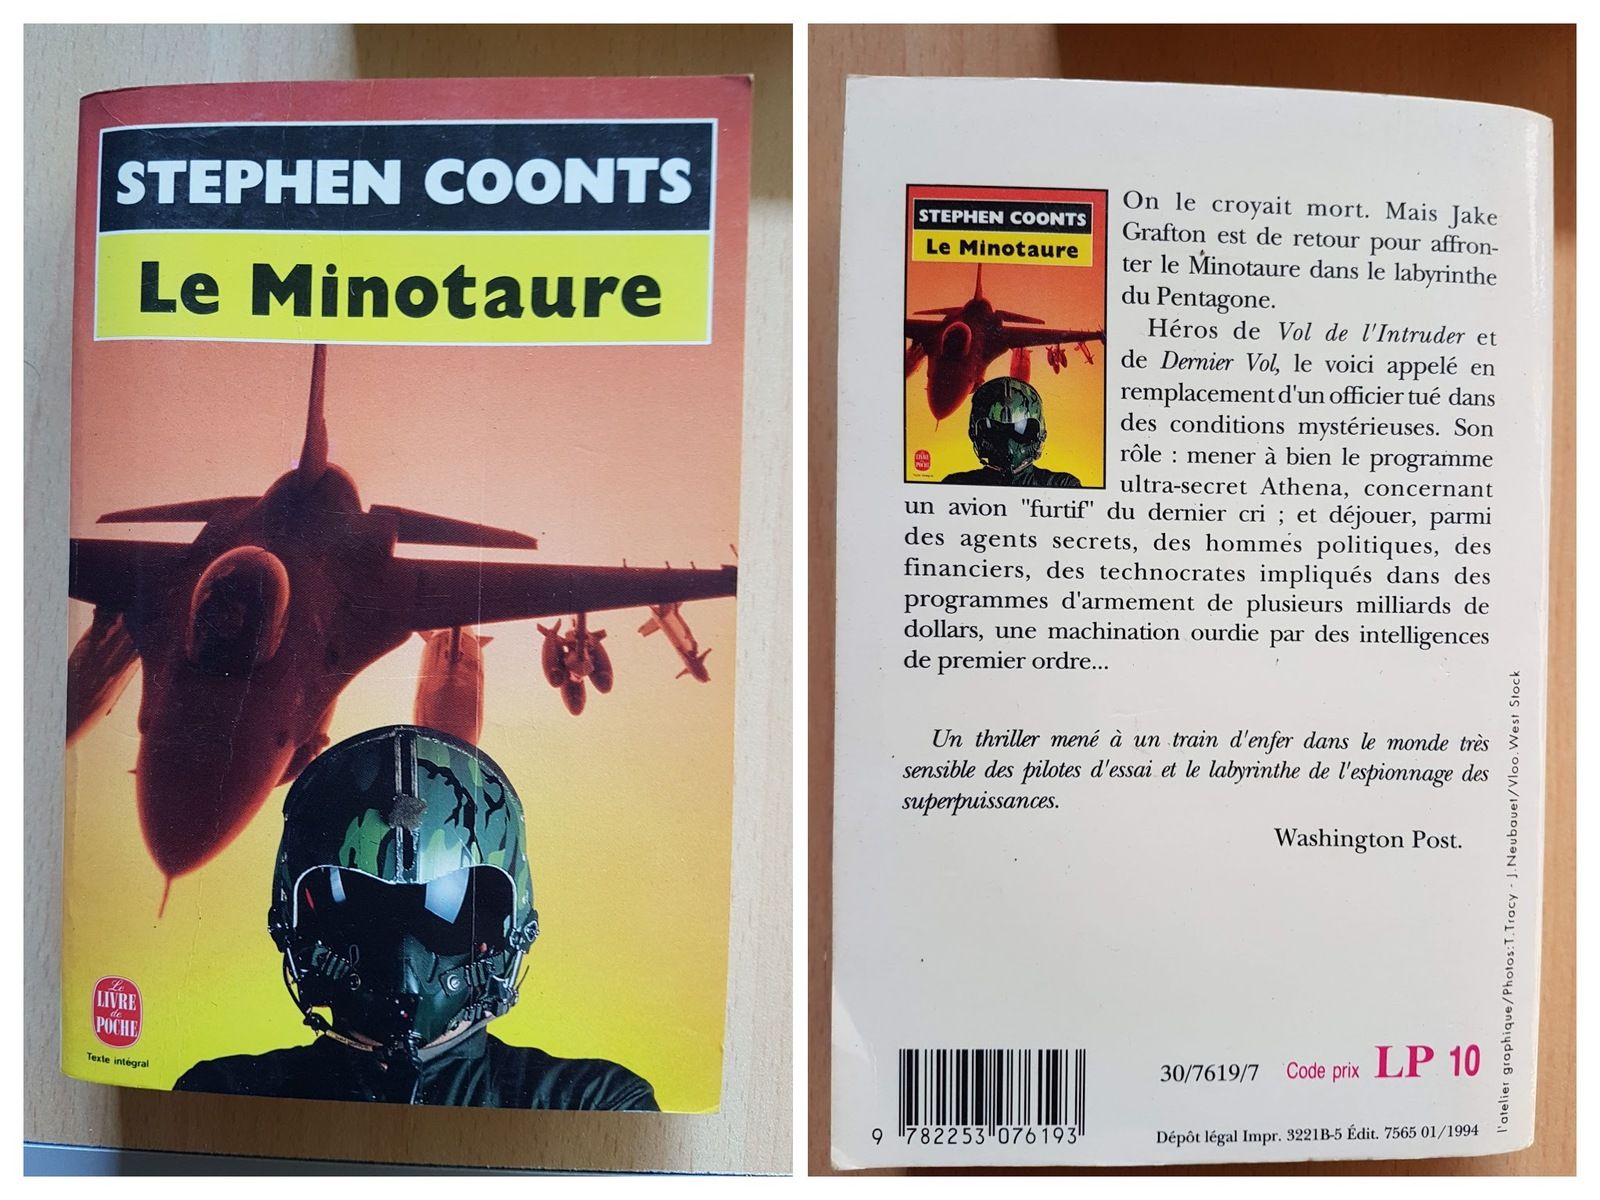 STEPHEN COONTS
Le Minotaure
Le
LIVRE
de
POCHE
Texte intégral
STEPHEN COONTS
Le Minotaure
Le
LIVRE
de
POCHE
Texte intégral
On le croyait mort. Mais Jake
Grafton est de retour pour affron-
ter le Minotaure dans le labyrinthe
du Pentagone.
Héros de Vol de l'Intruder et
de Dernier Vol, le voici appelé en
remplacement d'un officier tué dans
des conditions mystérieuses. Son
rôle : mener à bien le programme
ultra-secret Athena, concernant
un avion "furtif" du dernier cri ; et déjouer, parmi
des agents secrets, des hommes politiques, des
financiers, des technocrates impliqués dans des
programmes d'armement de plusieurs milliards de
dollars, une machination ourdie par des intelligences
de premier ordre...
Un thriller mené à un train d'enfer dans le monde très
sensible des pilotes d'essai et le labyrinthe de l'espionnage des
superpuissances.
Washington Post.
l'atelier graphique/Photos:T.Tracy - J.Neubauet/Vloo.West Stock
30/7619/7 Code prix LP 10
9 782253 076193
Dépôt légal Impr. 3221B-5 Édit. 7565 01/1994